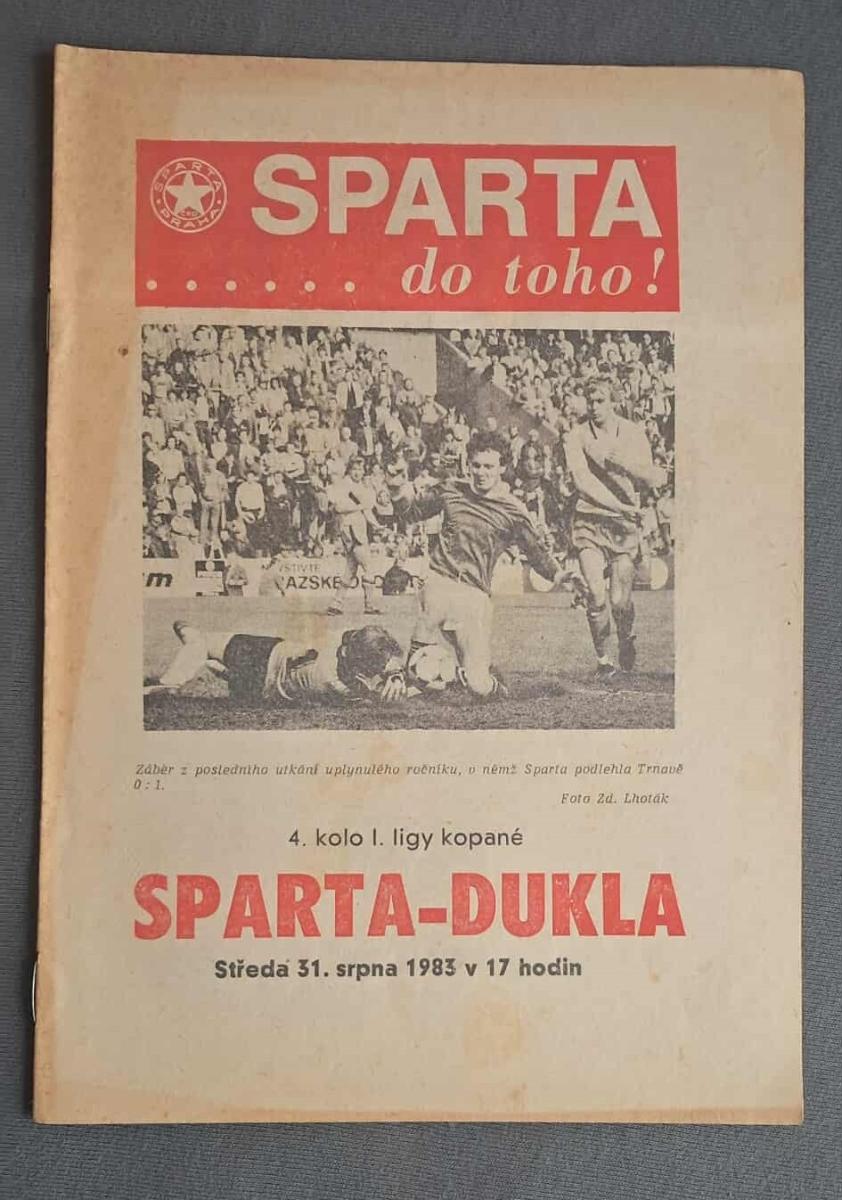 SPARTA
ČKD
PRAHA
SPARTA
...... do toho!
Záběr z posledního utkání uplynulého ročníku, v němž Sparta podlehla Trnavě
0 : 1.
Foto Zd. Lhoták
4. kolo I. ligy kopané
SPARTA-DUKLA
Středa 31. srpna 1983 v 17 hodin